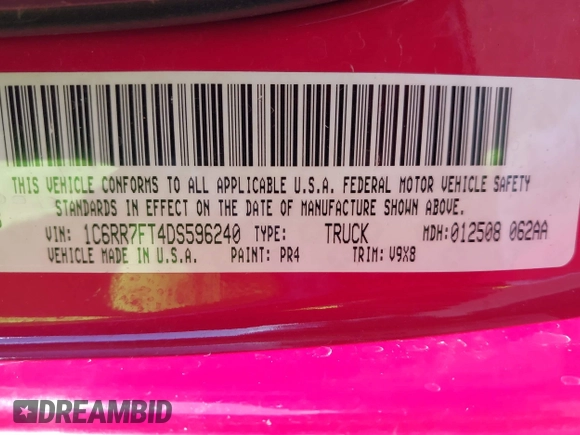 THIS VEHICLE CONFORMS TO ALL APPLICABLE U.S.A. FEDERAL MOTOR VEHICLE SAFETY
STANDARDS IN EFFECT ON THE DATE OF MANUFACTURE SHOWN ABOVE.
VIN: 1C6RR7FT4DS596240 TYPE: TRUCK MDH: 012508 062AA
VEHICLE MADE IN U.S.A. PAINT: PR4 TRIM: V9X8
DREAMBID